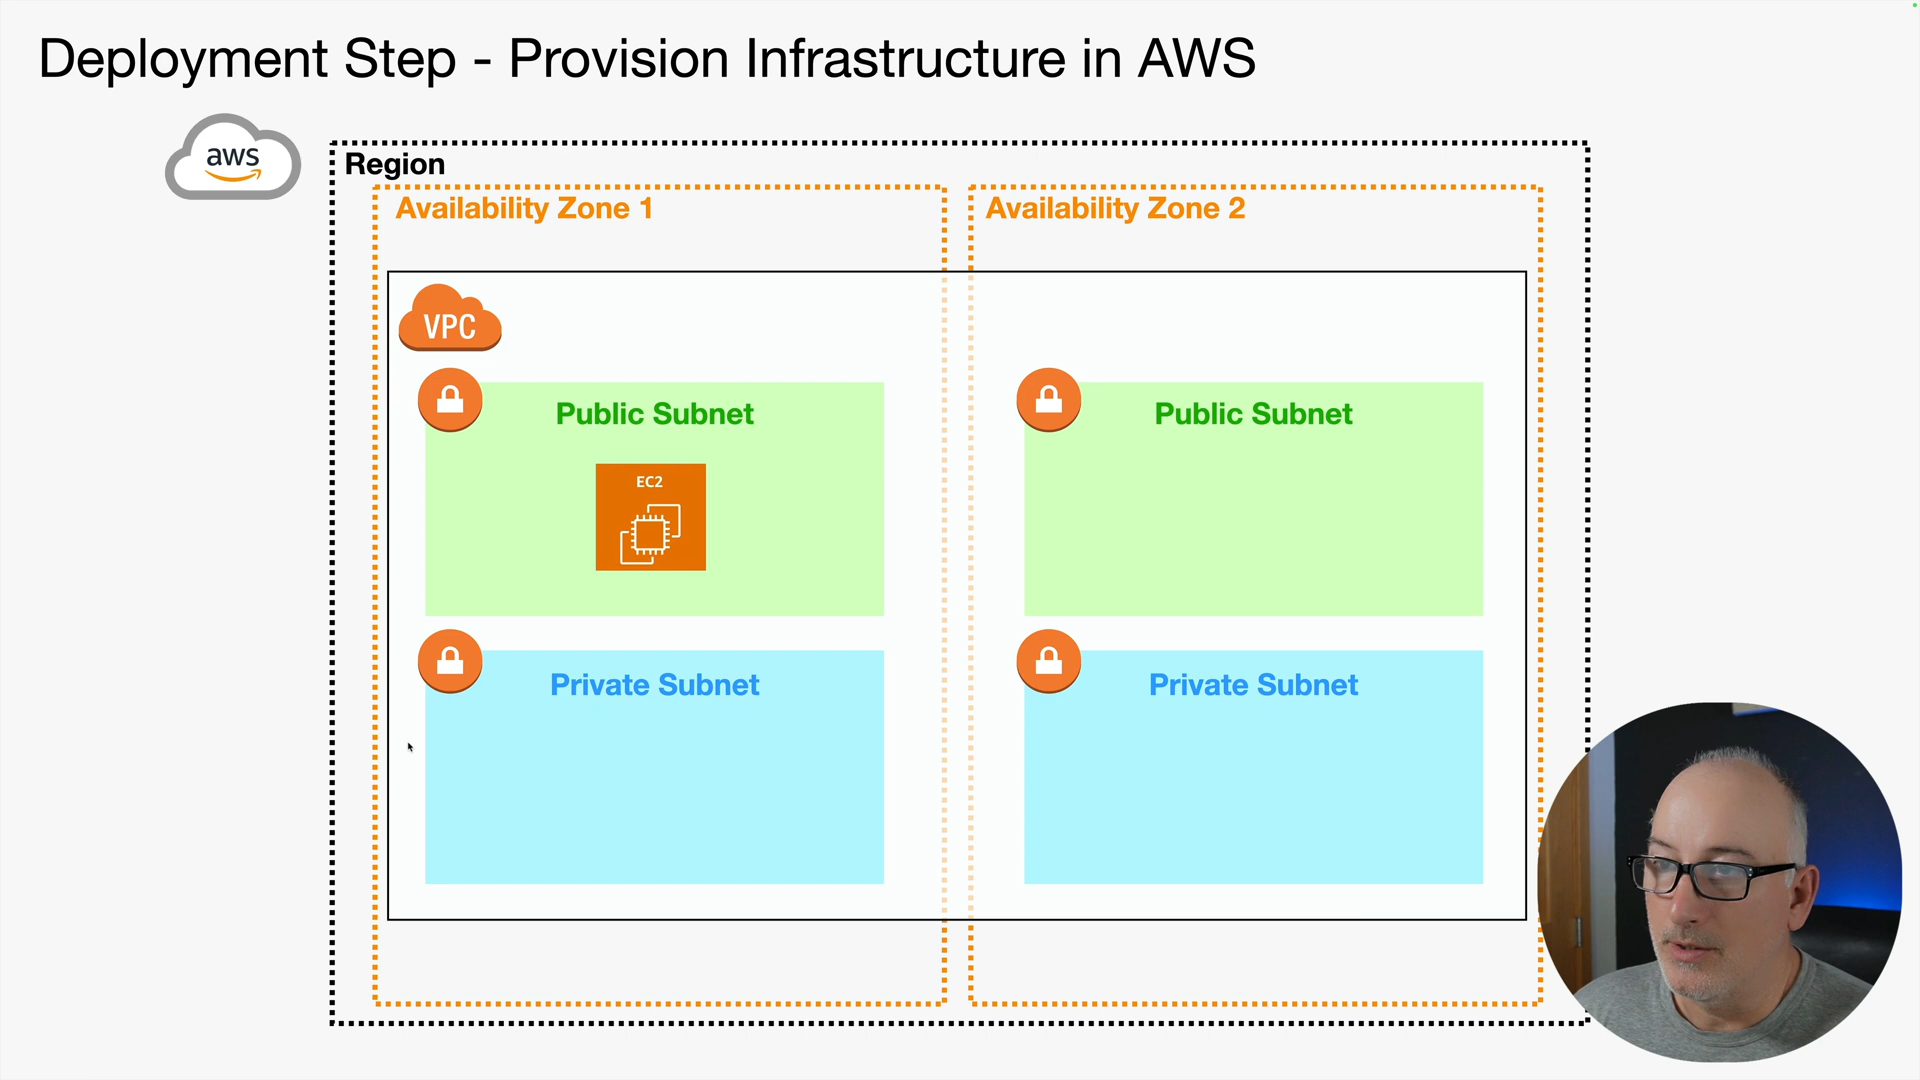 Deployment Step - Provision Infrastructure in AWS
aws
Region
Availability Zone 1
Availability Zone 2
VPC
Public Subnet
Public Subnet
EC2
Private Subnet
Private Subnet